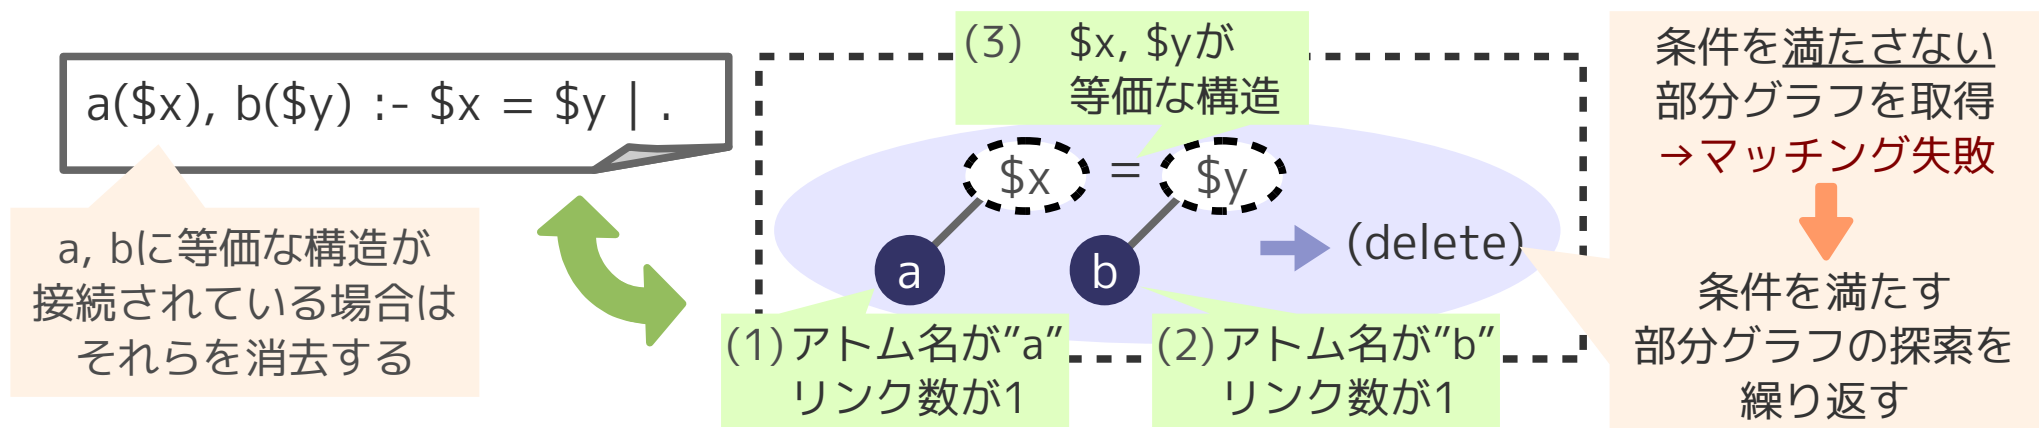 a($x), b($y) :- $x = $y | .
a, bに等価な構造が
接続されている場合は
それらを消去する
(3) $x, $yが
等価な構造
$x = $y
a b (delete)
(1)アトム名が”a”
リンク数が1
(2)アトム名が”b”
リンク数が1
条件を満たさない
部分グラフを取得
→マッチング失敗
条件を満たす
部分グラフの探索を
繰り返す